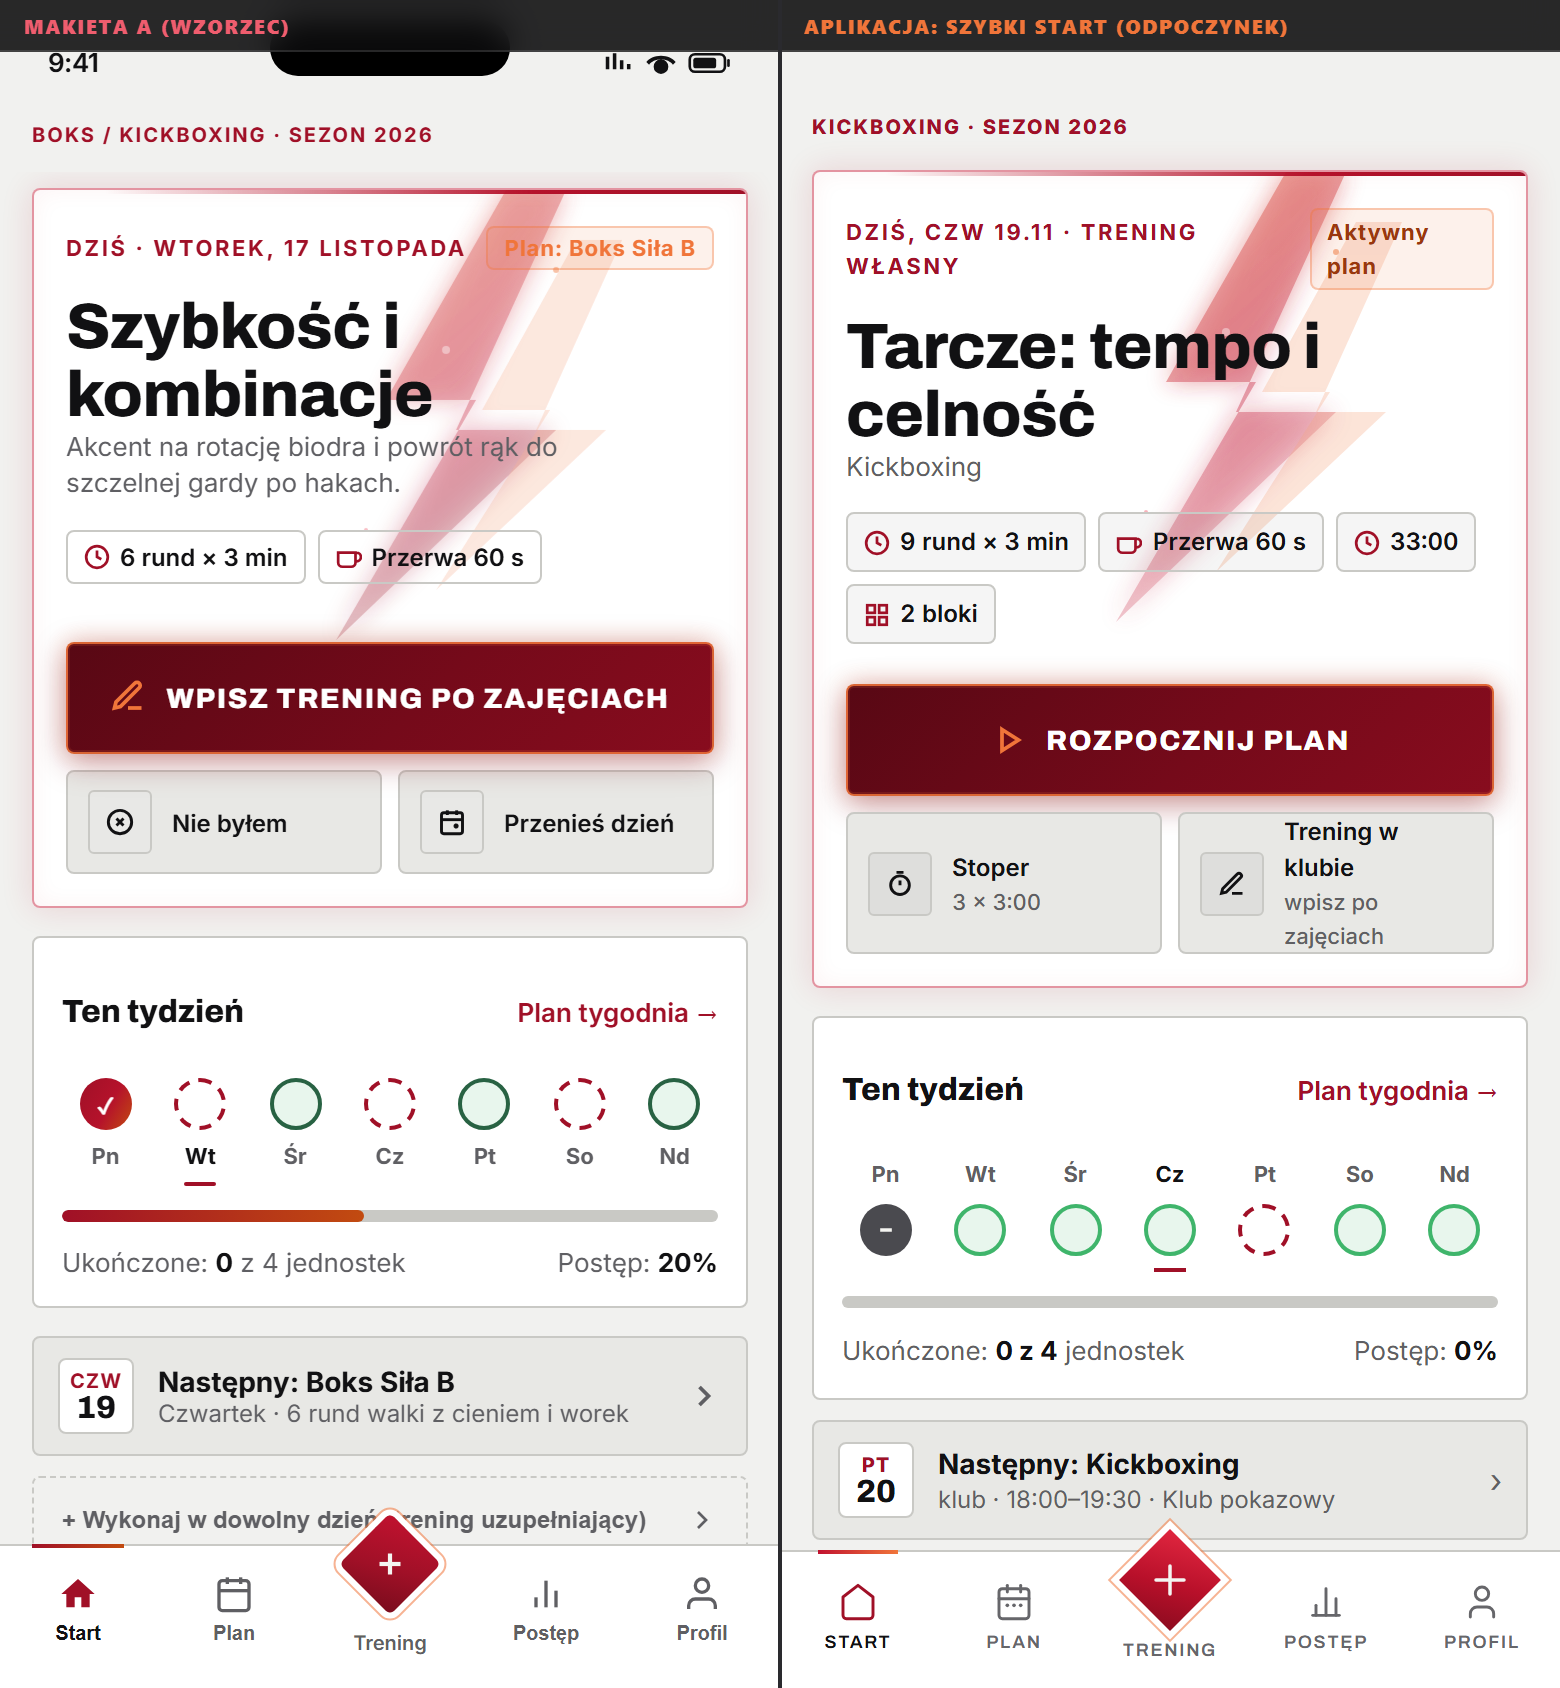 MAKIETA A (WZORZEC)
9:41
BOKS / KICKBOXING · SEZON 2026
DZIŚ · WTOREK, 17 LISTOPADA
Plan: Boks Siła B
Szybkość i
kombinacje
Akcent na rotację biodra i powrót rąk do
szczelnej gardy po hakach.
6 rund × 3 min
Przerwa 60 s
WPISZ TRENING PO ZAJĘCIACH
Nie byłem
Przenieś dzień
Ten tydzień
Plan tygodnia →
Pn Wt Śr Cz Pt So Nd
Ukończone: 0 z 4 jednostek
Postęp: 20%
CZW
19
Następny: Boks Siła B
Czwartek · 6 rund walki z cieniem i worek
+ Wykonaj w dowolny dzień rening uzupełniający)
Start
Plan
Trening
Postęp
Profil
APLIKACJA: SZYBKI START (ODPOCZYNEK)
KICKBOXING · SEZON 2026
DZIŚ, CZW 19.11 · TRENING
WŁASNY
Aktywny
plan
Tarcze: tempo i
celność
Kickboxing
9 rund × 3 min
Przerwa 60 s
33:00
2 bloki
ROZPOCZNIJ PLAN
Stoper
3 × 3:00
Trening w
klubie
wpisz po
zajęciach
Ten tydzień
Plan tygodnia →
Pn Wt Śr Cz Pt So Nd
Ukończone: 0 z 4 jednostek
Postęp: 0%
PT
20
Następny: Kickboxing
klub · 18:00–19:30 · Klub pokazowy
START
PLAN
TRENING
POSTĘP
PROFIL